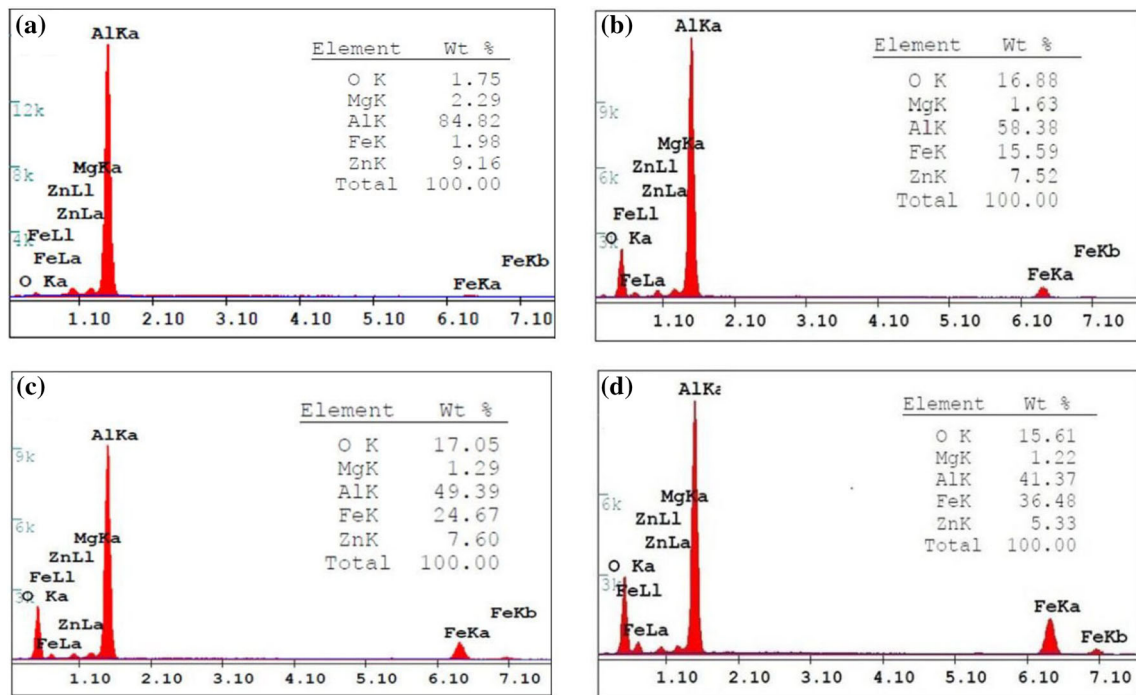 (a)
AlKa
Element Wt %
O K 1.75
MgK 2.29
AlK 84.82
FeK 1.98
ZnK 9.16
Total 100.00
12k
8k
4k
MgKa
ZnLl
ZnLa
FeLl
FeLa
O Ka
FeKb
FeKa
1.10 2.10 3.10 4.10 5.10 6.10 7.10
(b)
AlKa
Element Wt %
O K 16.88
MgK 1.63
AlK 58.38
FeK 15.59
ZnK 7.52
Total 100.00
9k
6k
3k
MgKa
ZnLl
ZnLa
FeLl
O Ka
FeLa
FeKb
FeKa
1.10 2.10 3.10 4.10 5.10 6.10 7.10
(c)
AlKa
Element Wt %
O K 17.05
MgK 1.29
AlK 49.39
FeK 24.67
ZnK 7.60
Total 100.00
9k
6k
3k
MgKa
ZnLl
FeLl
O Ka
ZnLa
FeLa
FeKb
FeKa
1.10 2.10 3.10 4.10 5.10 6.10 7.10
(d)
AlKa
Element Wt %
O K 15.61
MgK 1.22
AlK 41.37
FeK 36.48
ZnK 5.33
Total 100.00
6k
3k
MgKa
ZnLl
ZnLa
O Ka
FeLl
FeLa
FeKa
FeKb
1.10 2.10 3.10 4.10 5.10 6.10 7.10